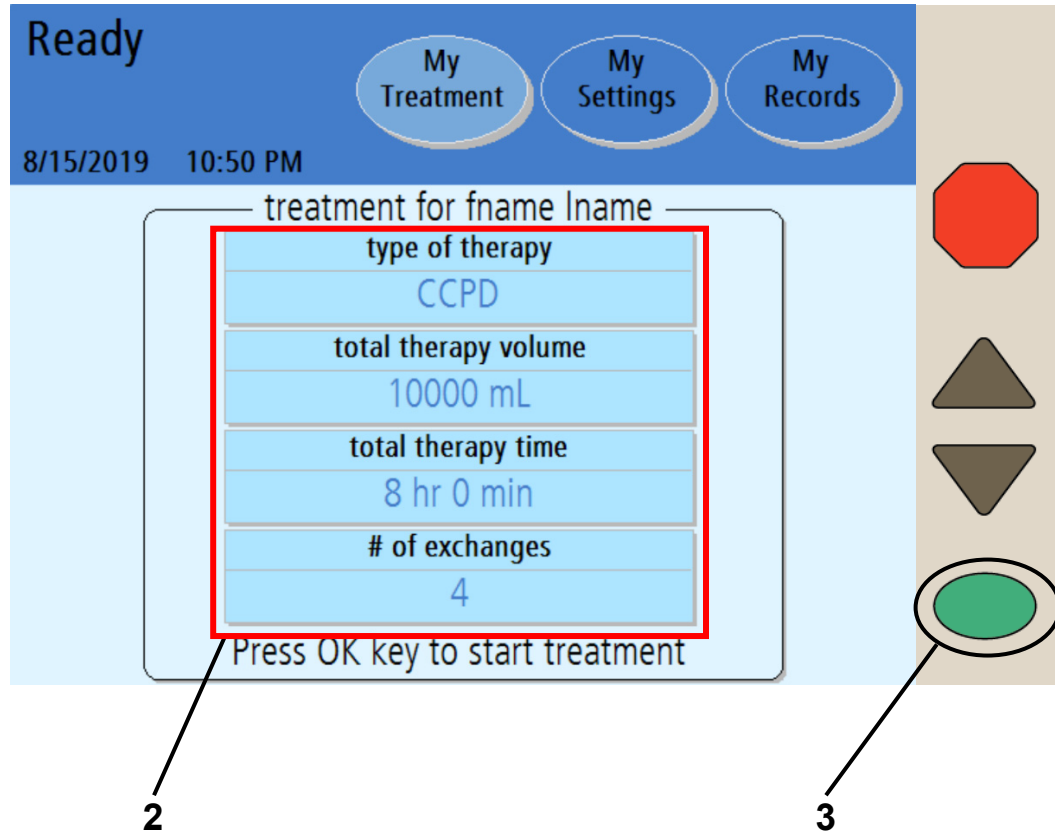 Ready
My Treatment
My Settings
My Records
8/15/2019 10:50 PM
treatment for fname lname
type of therapy
CCPD
total therapy volume
10000 mL
total therapy time
8 hr 0 min
# of exchanges
4
Press OK key to start treatment
2
3